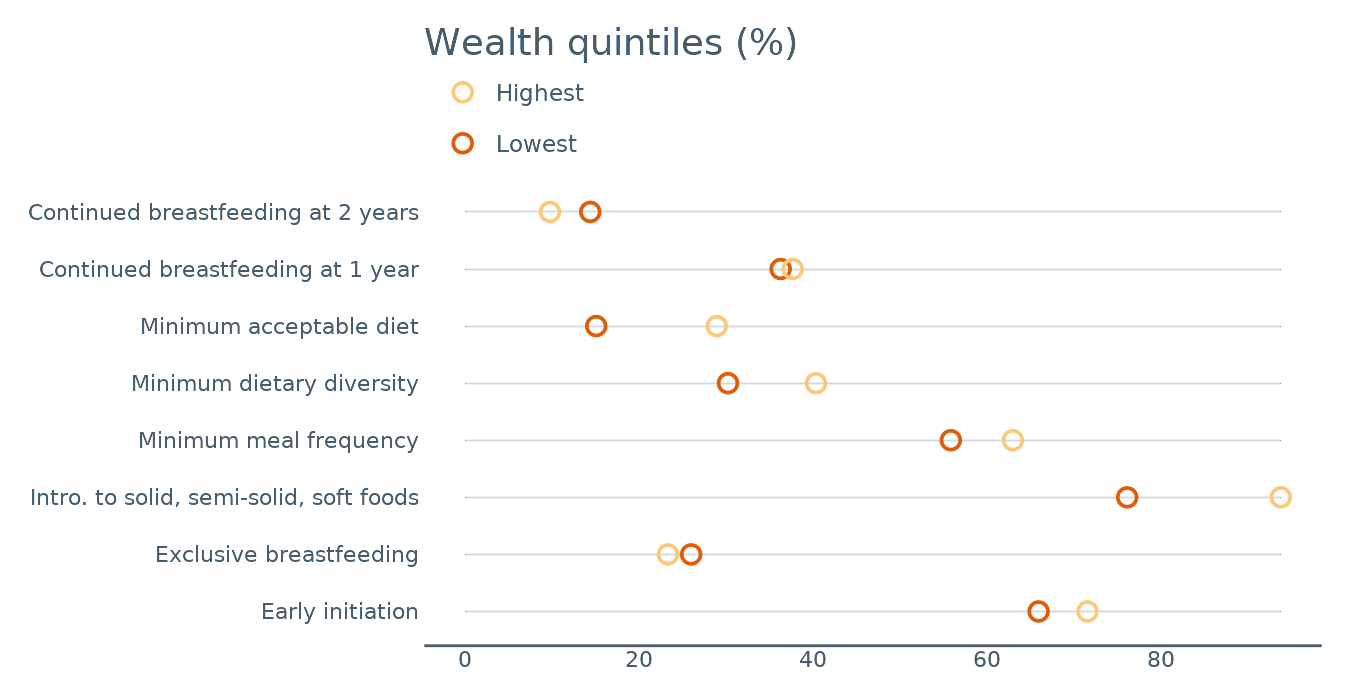 Wealth quintiles (%)
Highest
Lowest
Continued breastfeeding at 2 years
Continued breastfeeding at 1 year
Minimum acceptable diet
Minimum dietary diversity
Minimum meal frequency
Intro. to solid, semi-solid, soft foods
Exclusive breastfeeding
Early initiation
0 20 40 60 80